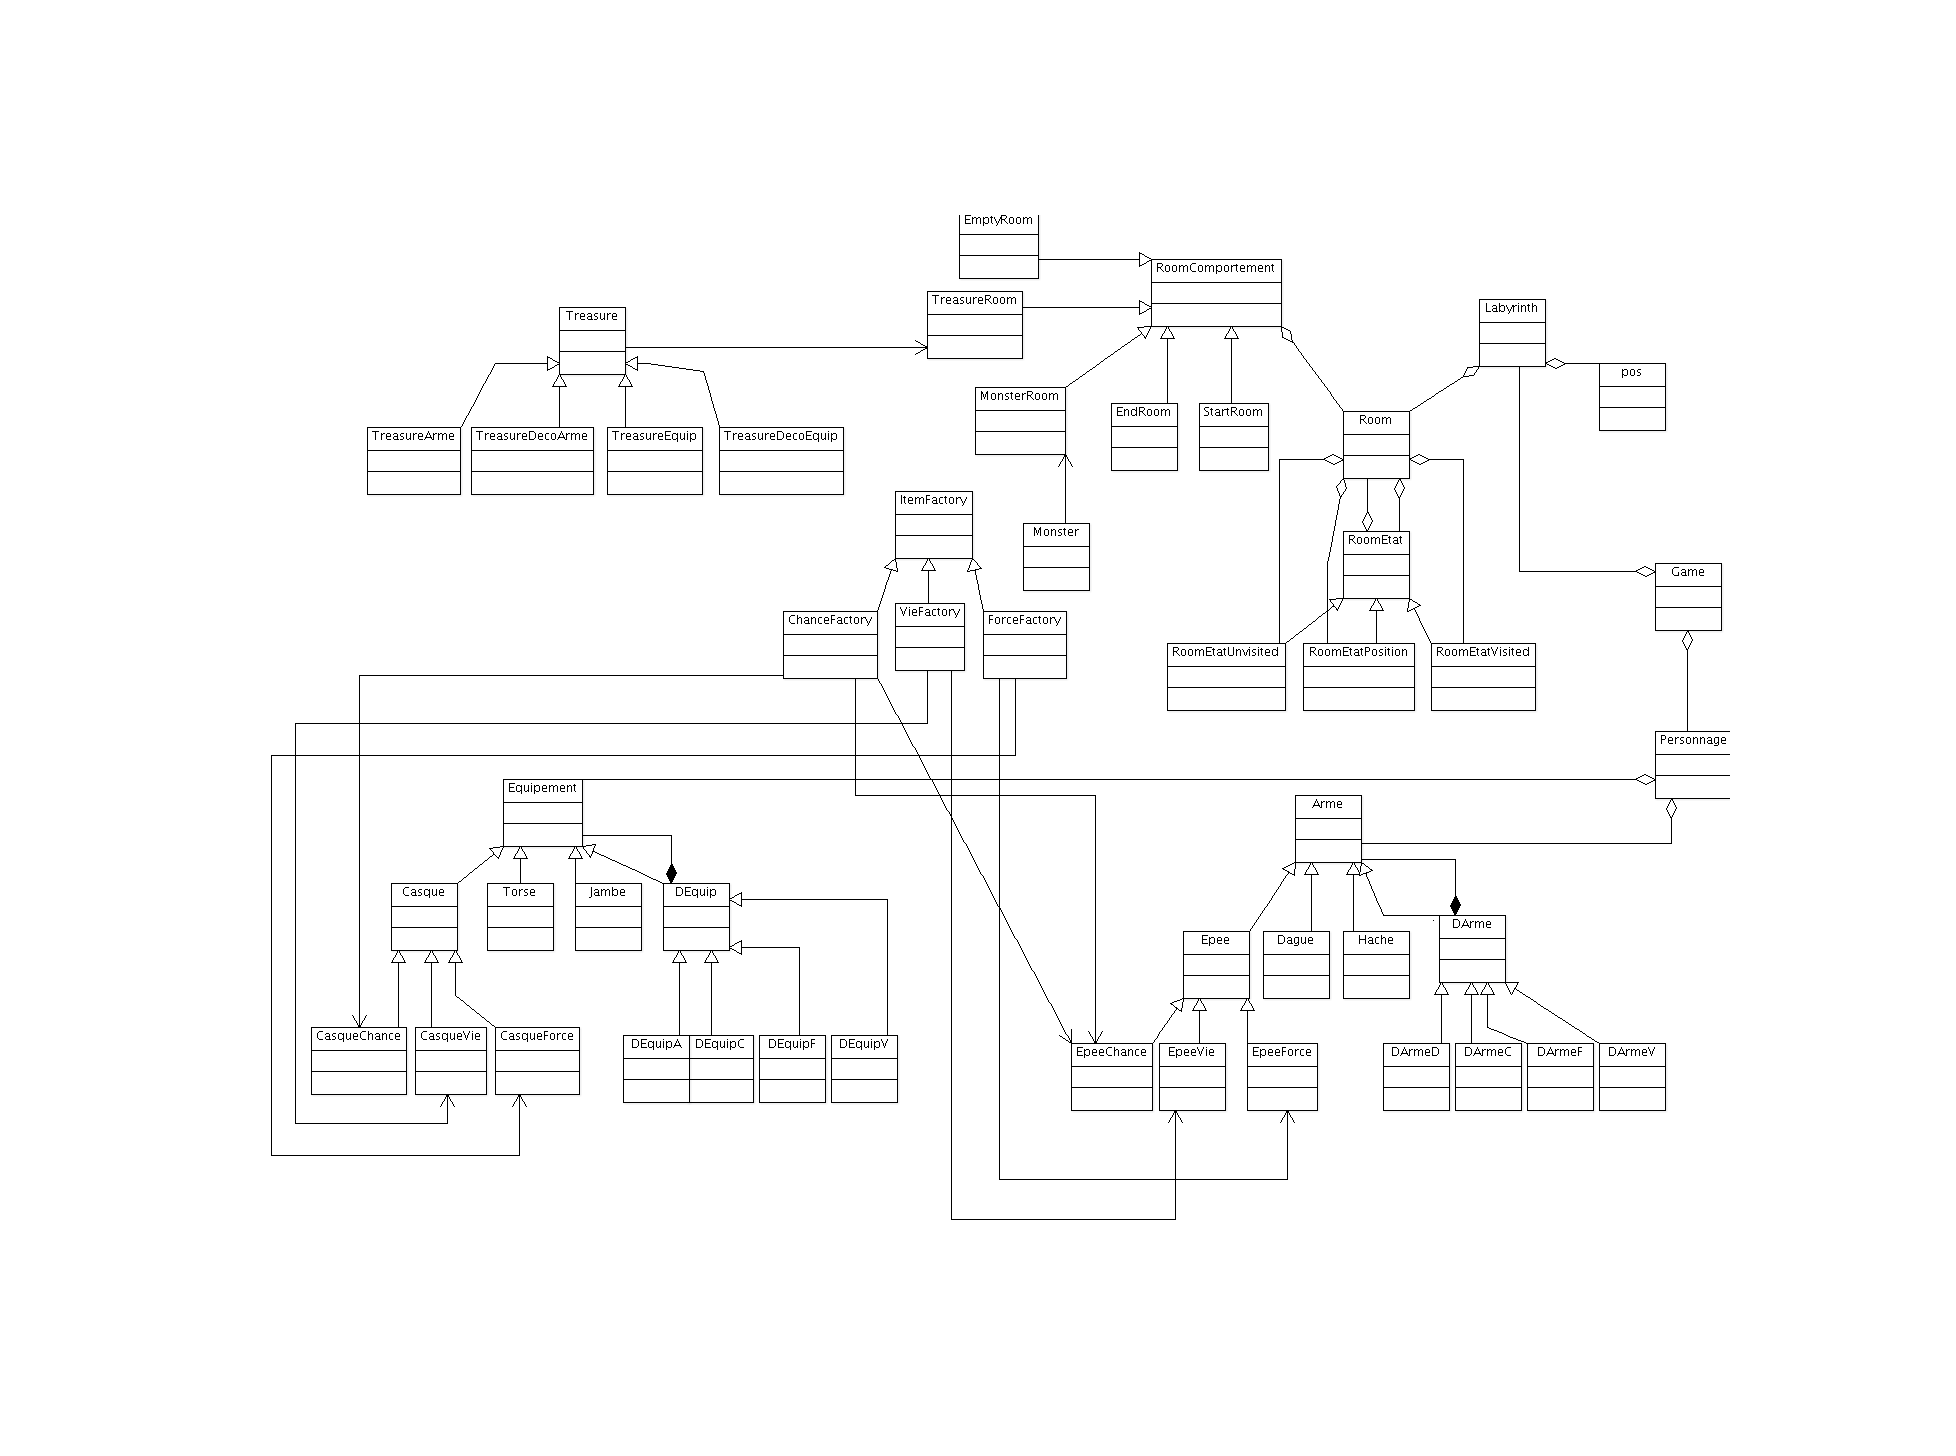 EmptyRoom
RoomComportement
TreasureRoom
Labyrinth
Treasure
pos
MonsterRoom
EndRoom
StartRoom
Room
TreasureArme
TreasureDecoArme
TreasureEquip
TreasureDecoEquip
ItemFactory
Monster
RoomEtat
Game
ChanceFactory
VieFactory
ForceFactory
RoomEtatUnvisited
RoomEtatPosition
RoomEtatVisited
Personnage
Equipement
Arme
Casque
Torse
Jambe
DEquip
DArme
Epee
Dague
Hache
CasqueChance
CasqueVie
CasqueForce
DEquipA
DEquipC
DEquipF
DEquipV
EpeeChance
EpeeVie
EpeeForce
DArmeD
DArmeC
DArmeF
DArmeV